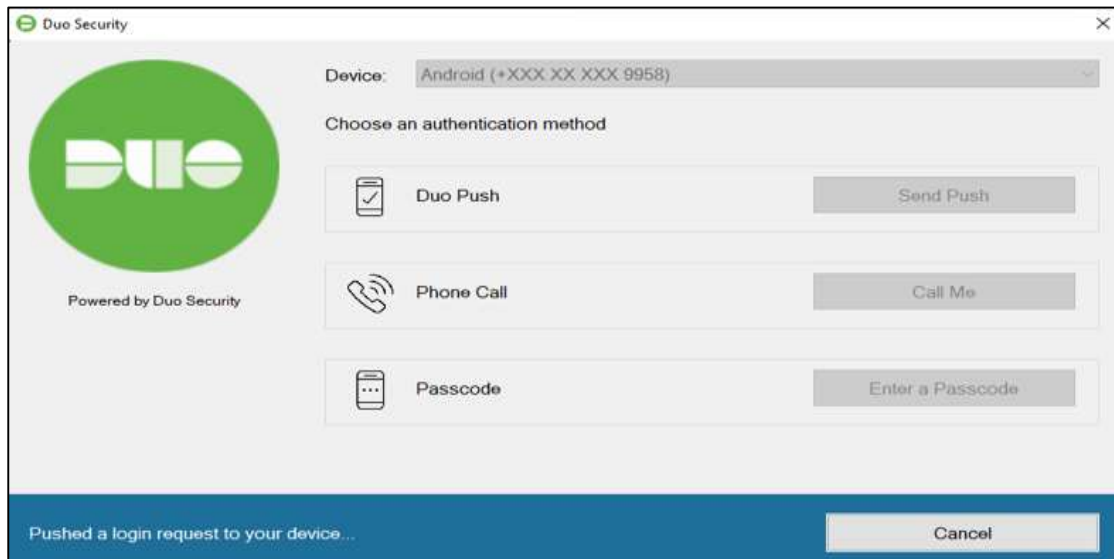 Duo Security
Device: Android (+XXX XX XXX 9958)
Choose an authentication method
DUO
Duo Push Send Push
Powered by Duo Security
Phone Call Call Me
Passcode Enter a Passcode
Pushed a login request to your device... Cancel